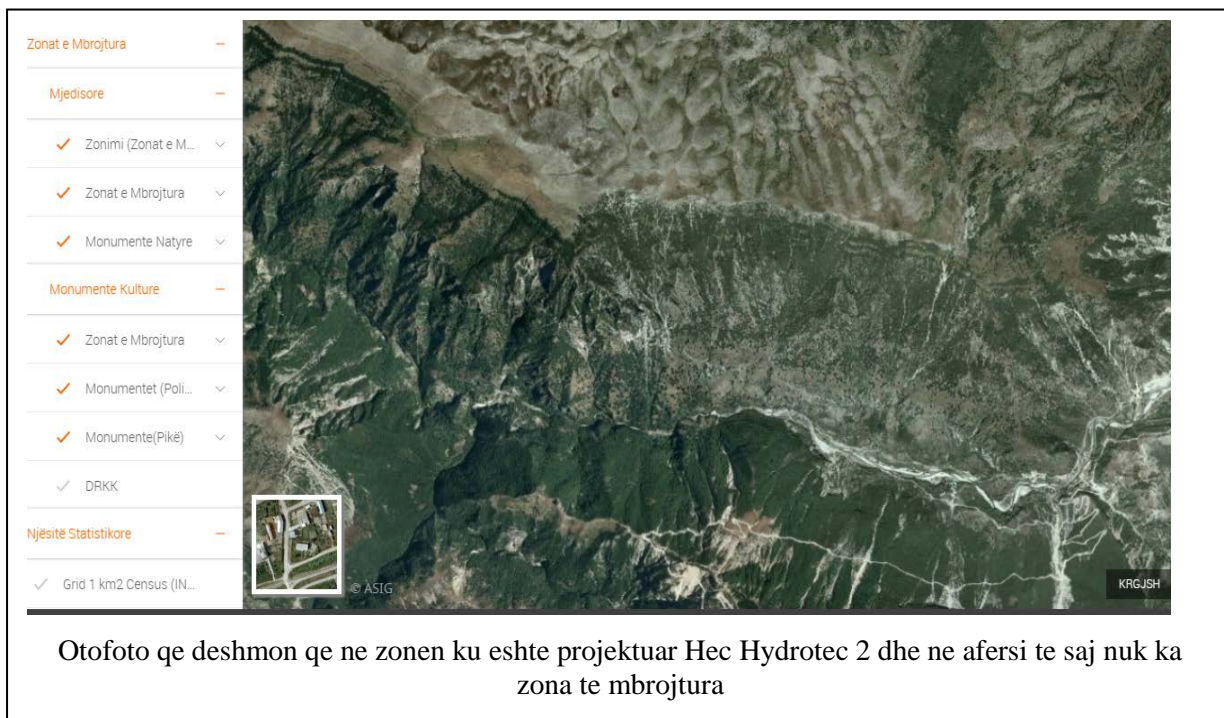 Zonat e Mbrojtura
Mjedisore
Zonimi (Zonat e M...
Zonat e Mbrojtura
Monumente Natyre
Monumente Kulture
Zonat e Mbrojtura
Monumentet (Poli...
Monumente(Pikë)
DRKK
Njësitë Statistikore
Grid 1 km2 Census (IN...
© ASIG
KRGJSH
Otofoto qe deshmon qe ne zonen ku eshte projektuar Hec Hydrotec 2 dhe ne afersi te saj nuk ka
zona te mbrojtura